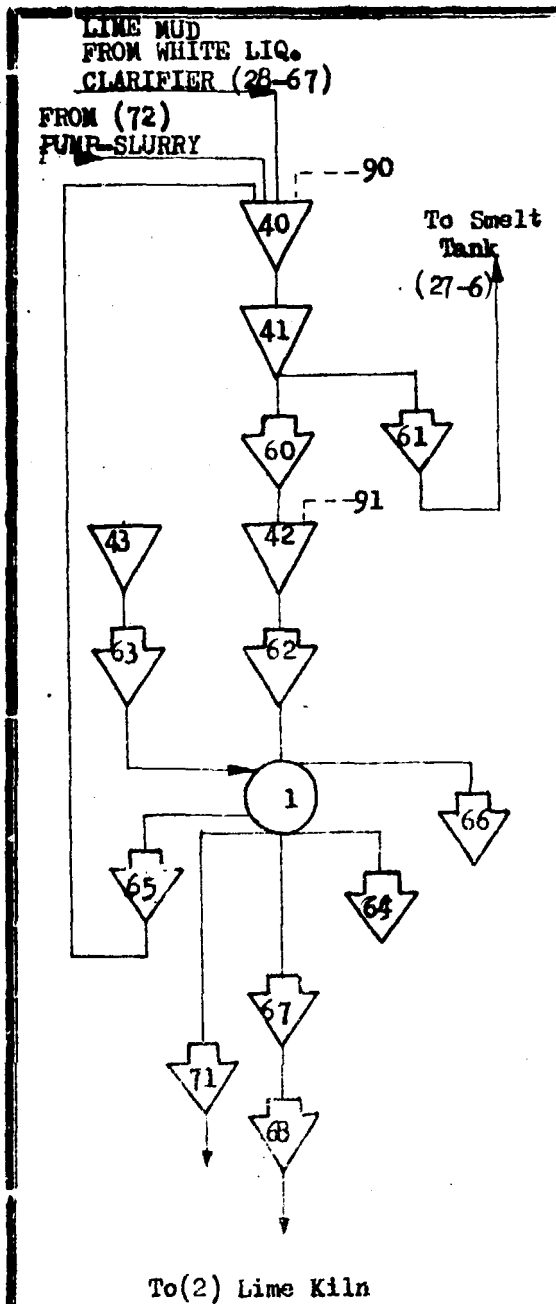 LIME MUD
FROM WHITE LIQ.
CLARIFIER (28-67)
FROM (72)
PUMP-SLURRY
90
40
To Smelt
Tank
(27-6)
41
60
61
91
43
42
63
62
1
66
65
64
67
71
68
To(2) Lime Kiln